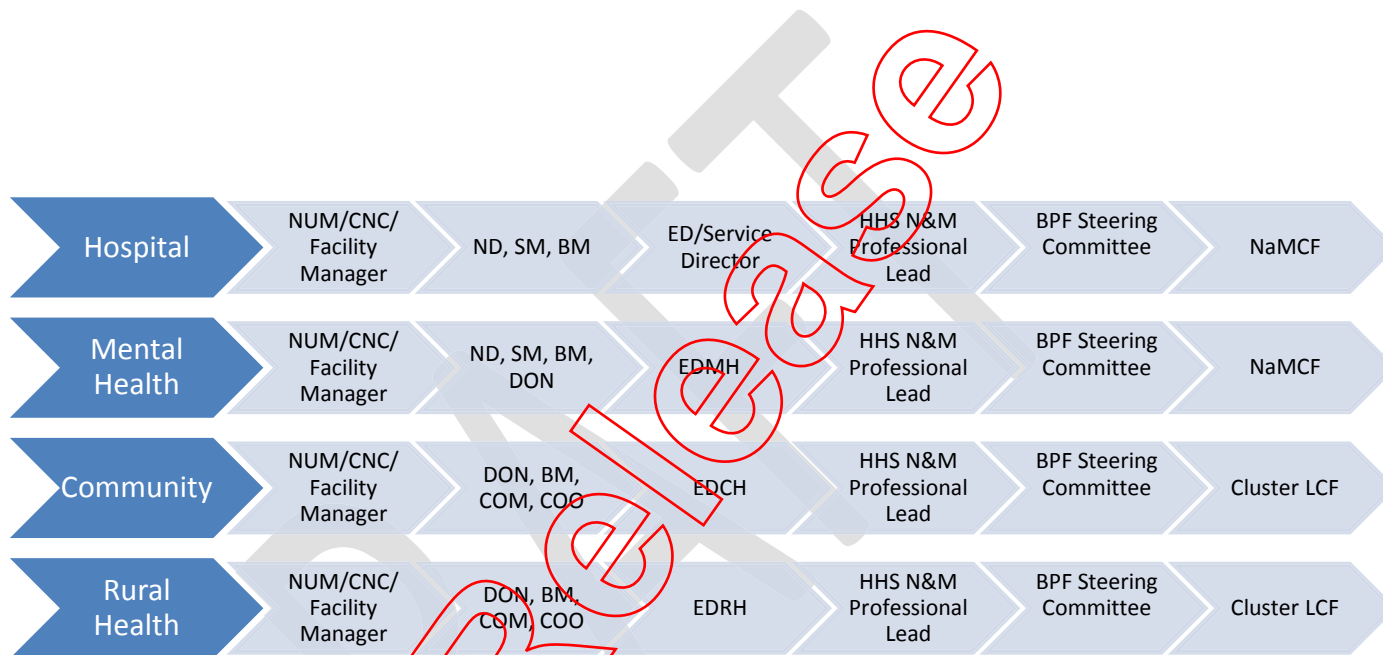 Hospital
NUM/CNC/
Facility
Manager
ND, SM, BM
ED/Service
Director
HHS N&M
Professional
Lead
BPF Steering
Committee
NaMCF
Mental
Health
NUM/CNC/
Facility
Manager
ND, SM, BM,
DON
EDMH
HHS N&M
Professional
Lead
BPF Steering
Committee
NaMCF
Community
NUM/CNC/
Facility
Manager
DON, BM,
COM, COO
EDCH
HHS N&M
Professional
Lead
BPF Steering
Committee
Cluster LCF
Rural
Health
NUM/CNC/
Facility
Manager
DON, BM,
COM, COO
EDRH
HHS N&M
Professional
Lead
BPF Steering
Committee
Cluster LCF
DRAFT
Release